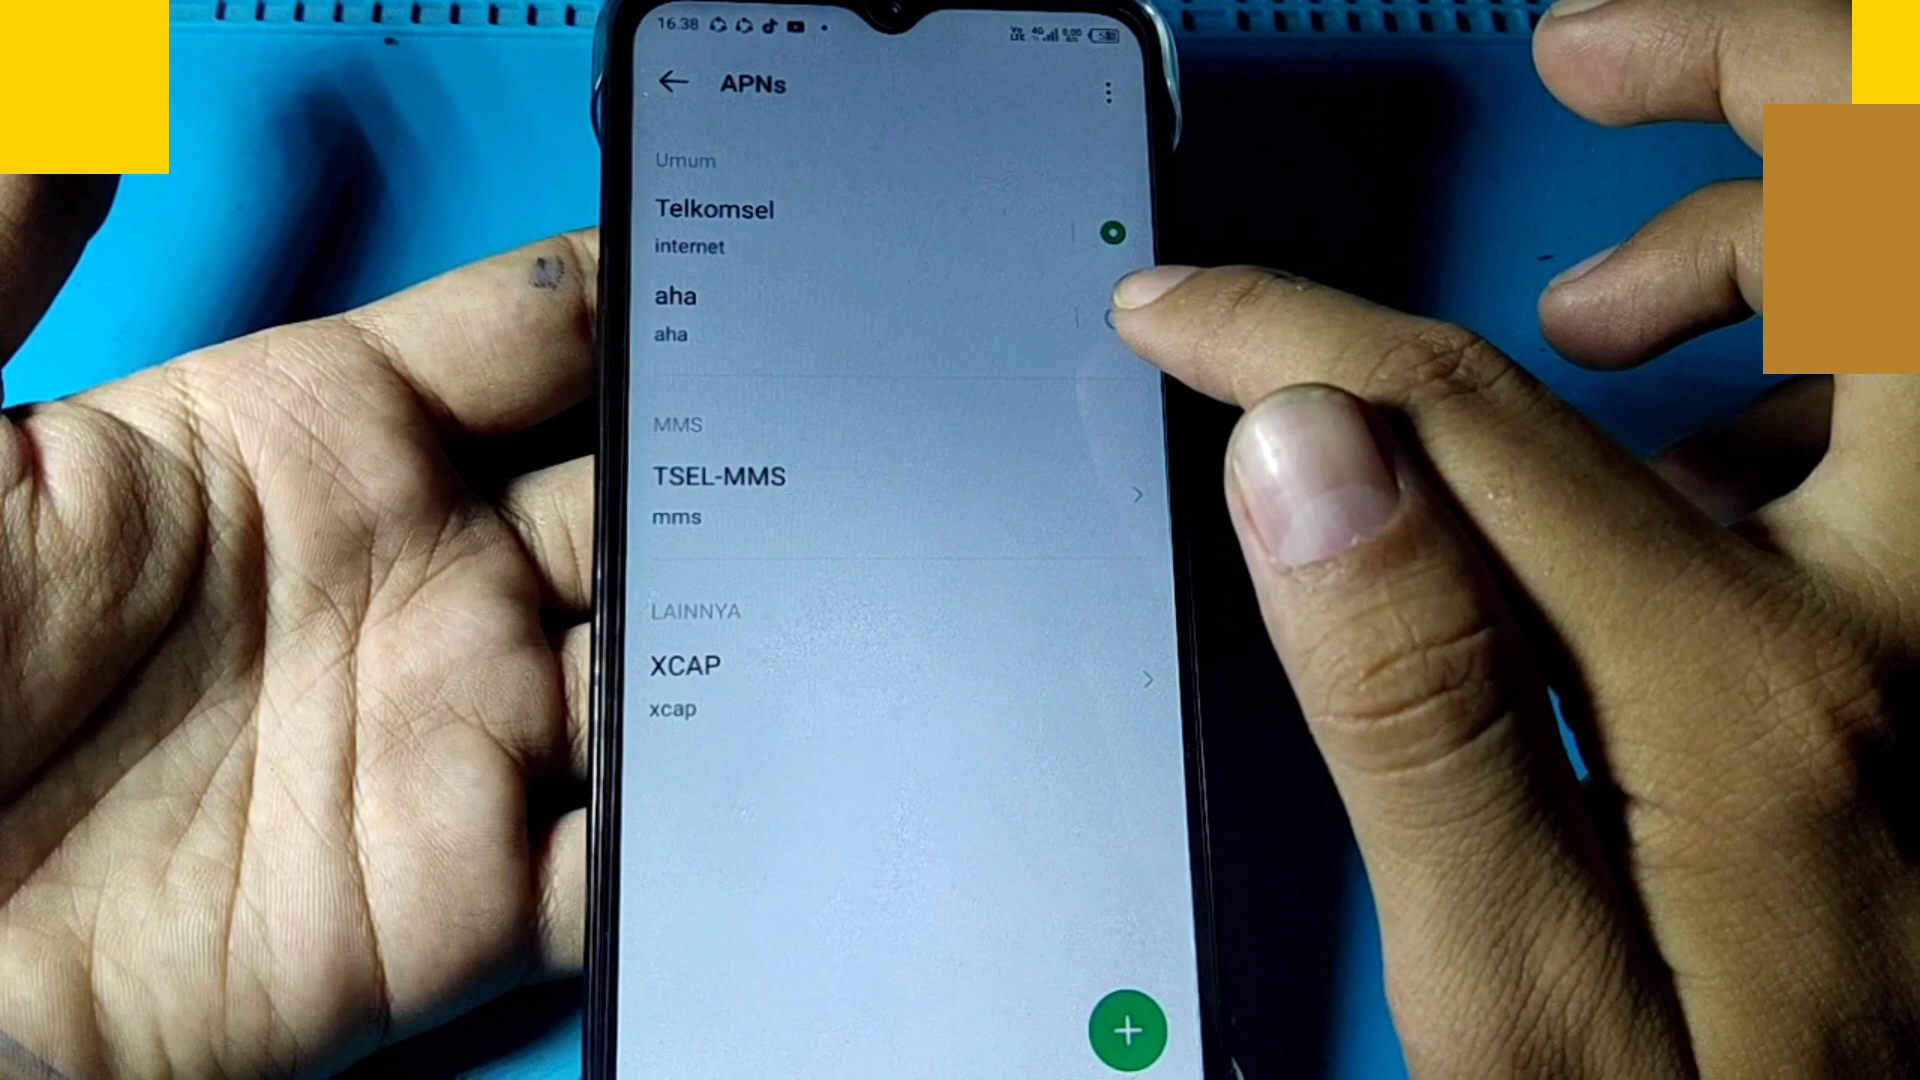 16.38
APNs
Umum
Telkomsel
internet
aha
aha
MMS
TSEL-MMS
mms
LAINNYA
XCAP
xcap